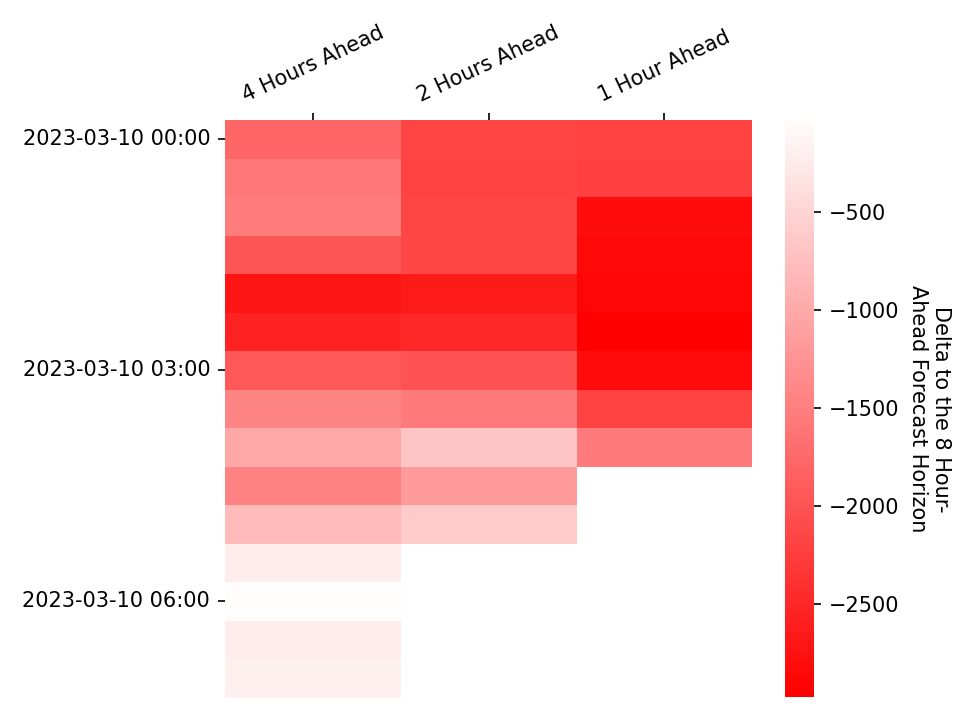 4 Hours Ahead
2 Hours Ahead
1 Hour Ahead
2023-03-10 00:00
2023-03-10 03:00
2023-03-10 06:00
−500
−1000
−1500
−2000
−2500
Delta to the 8 Hour-
Ahead Forecast Horizon